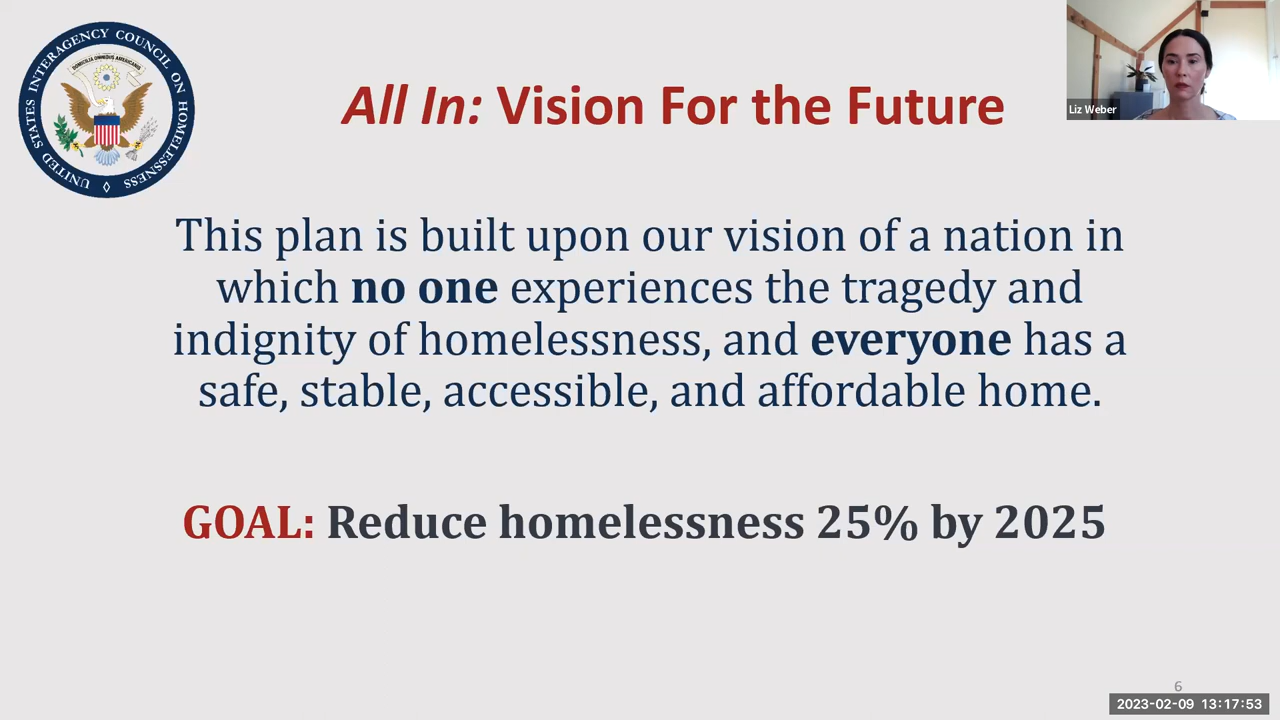 UNITED STATES INTERAGENCY COUNCIL ON HOMELESSNESS
All In: Vision For the Future
Liz Weber
This plan is built upon our vision of a nation in
which no one experiences the tragedy and
indignity of homelessness, and everyone has a
safe, stable, accessible, and affordable home.
GOAL: Reduce homelessness 25% by 2025
6
2023-02-09 13:17:53